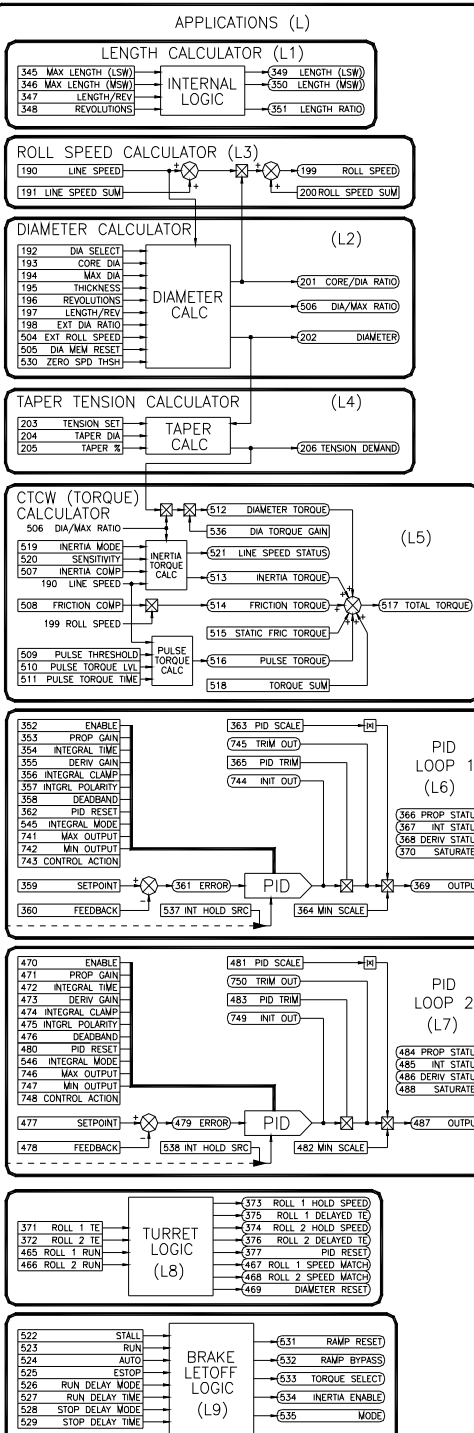 APPLICATIONS (L)
LENGTH CALCULATOR (L1)
345 MAX LENGTH (LSW)
346 MAX LENGTH (MSW)
347 LENGTH/REV
348 REVOLUTIONS
INTERNAL
LOGIC
349 LENGTH (LSW)
350 LENGTH (MSW)
351 LENGTH RATIO
ROLL SPEED CALCULATOR (L3)
190 LINE SPEED
191 LINE SPEED SUM
+
+
+
+
199 ROLL SPEED
200 ROLL SPEED SUM
DIAMETER CALCULATOR (L2)
192 DIA SELECT
193 CORE DIA
194 MAX DIA
195 THICKNESS
196 REVOLUTIONS
197 LENGTH/REV
198 EXT DIA RATIO
504 EXT ROLL SPEED
505 DIA MEM RESET
530 ZERO SPD THSH
DIAMETER
CALC
201 CORE/DIA RATIO
506 DIA/MAX RATIO
202 DIAMETER
TAPER TENSION CALCULATOR (L4)
203 TENSION SET
204 TAPER DIA
205 TAPER %
TAPER
CALC
206 TENSION DEMAND
CTCW (TORQUE)
CALCULATOR
(L5)
506 DIA/MAX RATIO
519 INERTIA MODE
520 SENSITIVITY
507 INERTIA COMP
190 LINE SPEED
508 FRICTION COMP
199 ROLL SPEED
509 PULSE THRESHOLD
510 PULSE TORQUE LVL
511 PULSE TORQUE TIME
INERTIA
TORQUE
CALC
PULSE
TORQUE
CALC
512 DIAMETER TORQUE
536 DIA TORQUE GAIN
521 LINE SPEED STATUS
513 INERTIA TORQUE
514 FRICTION TORQUE
515 STATIC FRIC TORQUE
516 PULSE TORQUE
518 TORQUE SUM
+
+
+
+
+
+
517 TOTAL TORQUE
352 ENABLE
353 PROP GAIN
354 INTEGRAL TIME
355 DERIV GAIN
356 INTEGRAL CLAMP
357 INTGRL POLARITY
358 DEADBAND
362 PID RESET
545 INTEGRAL MODE
741 MAX OUTPUT
742 MIN OUTPUT
743 CONTROL ACTION
359 SETPOINT
360 FEEDBACK
+
-
361 ERROR
537 INT HOLD SRC
PID
363 PID SCALE
745 TRIM OUT
365 PID TRIM
744 INIT OUT
|x|
364 MIN SCALE
PID
LOOP 1
(L6)
366 PROP STATU
367 INT STATU
368 DERIV STATU
370 SATURATE
369 OUTPU
470 ENABLE
471 PROP GAIN
472 INTEGRAL TIME
473 DERIV GAIN
474 INTEGRAL CLAMP
475 INTGRL POLARITY
476 DEADBAND
480 PID RESET
546 INTEGRAL MODE
746 MAX OUTPUT
747 MIN OUTPUT
748 CONTROL ACTION
477 SETPOINT
478 FEEDBACK
+
-
479 ERROR
538 INT HOLD SRC
PID
481 PID SCALE
750 TRIM OUT
483 PID TRIM
749 INIT OUT
|x|
482 MIN SCALE
PID
LOOP 2
(L7)
484 PROP STATU
485 INT STATU
486 DERIV STATU
488 SATURATE
487 OUTPU
371 ROLL 1 TE
372 ROLL 2 TE
465 ROLL 1 RUN
466 ROLL 2 RUN
TURRET
LOGIC
(L8)
373 ROLL 1 HOLD SPEED
375 ROLL 1 DELAYED TE
374 ROLL 2 HOLD SPEED
376 ROLL 2 DELAYED TE
377 PID RESET
467 ROLL 1 SPEED MATCH
468 ROLL 2 SPEED MATCH
469 DIAMETER RESET
522 STALL
523 RUN
524 AUTO
525 ESTOP
526 RUN DELAY MODE
527 RUN DELAY TIME
528 STOP DELAY MODE
529 STOP DELAY TIME
BRAKE
LETOFF
LOGIC
(L9)
531 RAMP RESET
532 RAMP BYPASS
533 TORQUE SELECT
534 INERTIA ENABLE
535 MODE